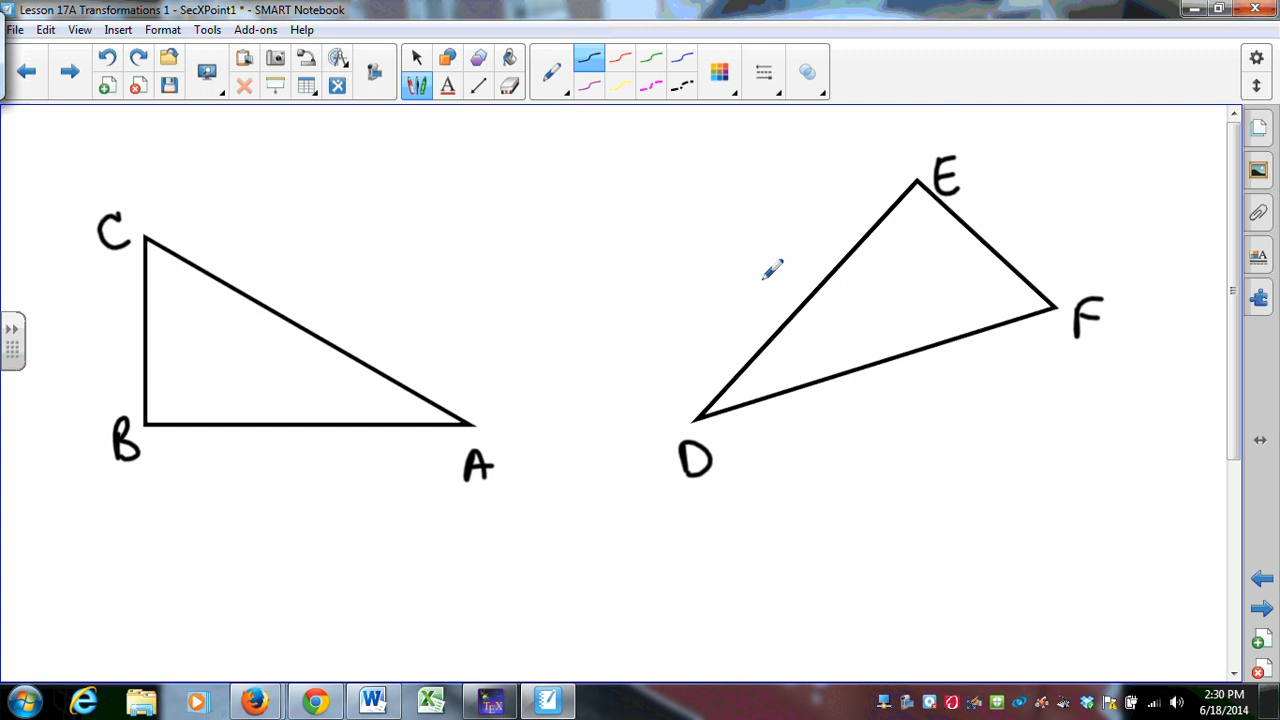 Lesson 17A Transformations 1 - SecXPoint1 * - SMART Notebook
File Edit View Insert Format Tools Add-ons Help
E
C
F
B
A
D
2:30 PM
6/18/2014